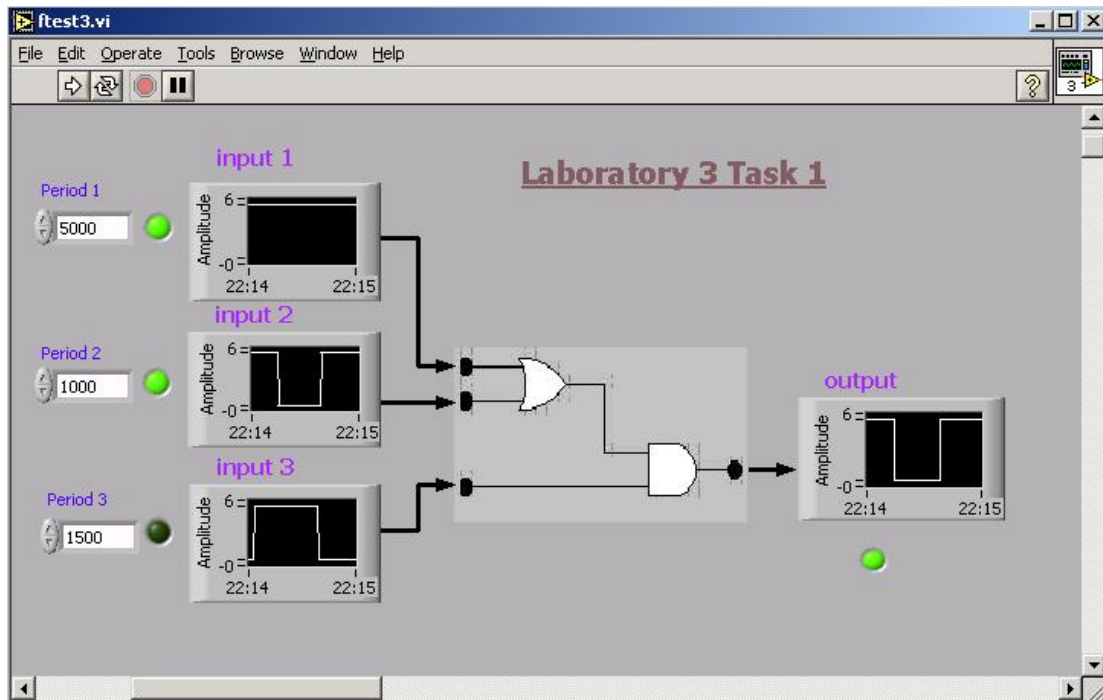 ftest3.vi
File Edit Operate Tools Browse Window Help
3
Laboratory 3 Task 1
input 1
Period 1
5000
Amplitude
6
-0
22:14 22:15
input 2
Period 2
1000
Amplitude
6
-0
22:14 22:15
input 3
Period 3
1500
Amplitude
6
-0
22:14 22:15
output
Amplitude
6
-0
22:14 22:15